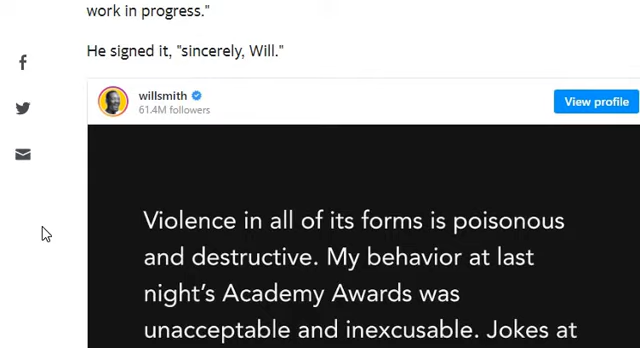 work in progress."
He signed it, "sincerely, Will."
willsmith
61.4M followers
View profile
Violence in all of its forms is poisonous
and destructive. My behavior at last
night’s Academy Awards was
unacceptable and inexcusable. Jokes at